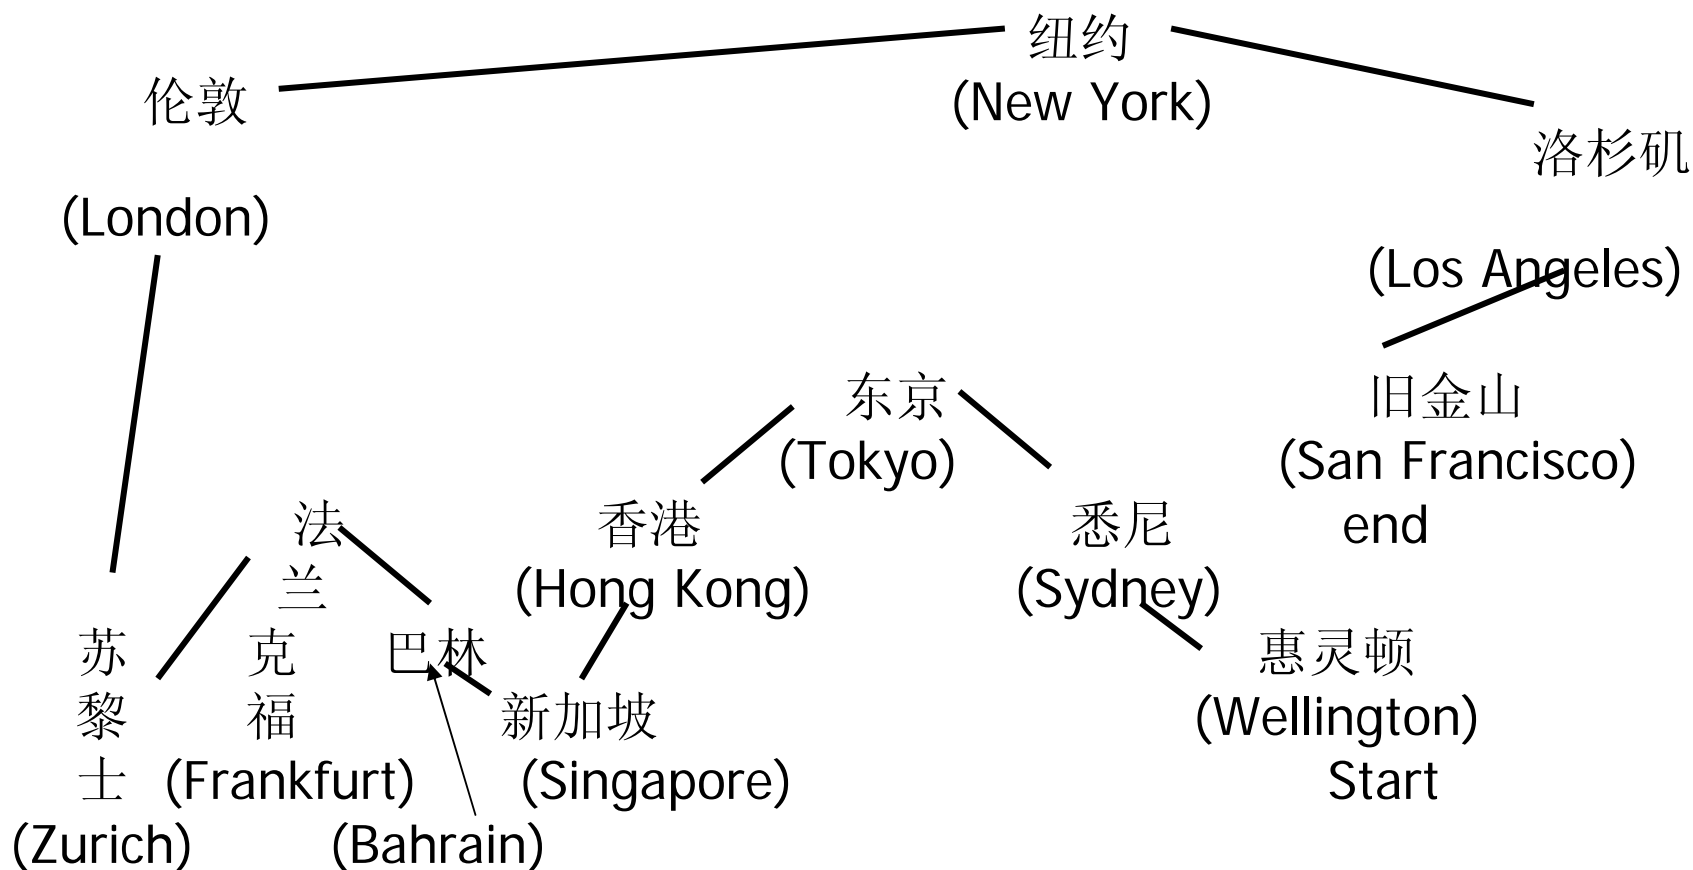 纽约
(New York)
伦敦
(London)
洛杉矶
(Los Angeles)
东京
(Tokyo)
旧金山
(San Francisco)
end
法
兰
克
福
(Frankfurt)
香港
(Hong Kong)
悉尼
(Sydney)
苏
黎
士
(Zurich)
巴林
(Bahrain)
新加坡
(Singapore)
惠灵顿
(Wellington)
Start